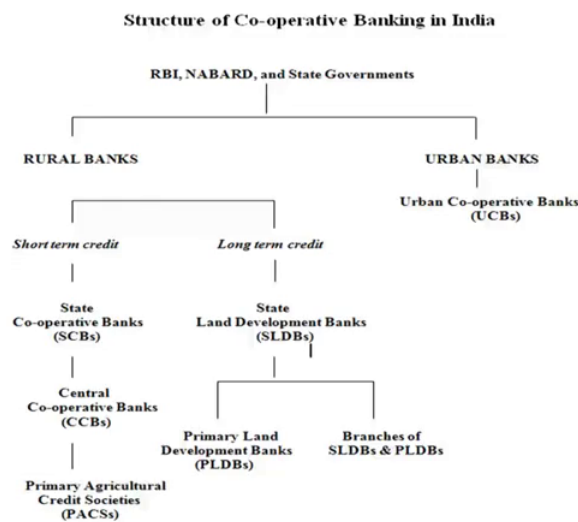 Structure of Co-operative Banking in India
RBI, NABARD, and State Governments
RURAL BANKS
URBAN BANKS
Urban Co-operative Banks
(UCBs)
Short term credit
Long term credit
State
Co-operative Banks
(SCBs)
State
Land Development Banks
(SLDBs)
Central
Co-operative Banks
(CCBs)
Primary Land
Development Banks
(PLDBs)
Branches of
SLDBs & PLDBs
Primary Agricultural
Credit Societies
(PACSs)